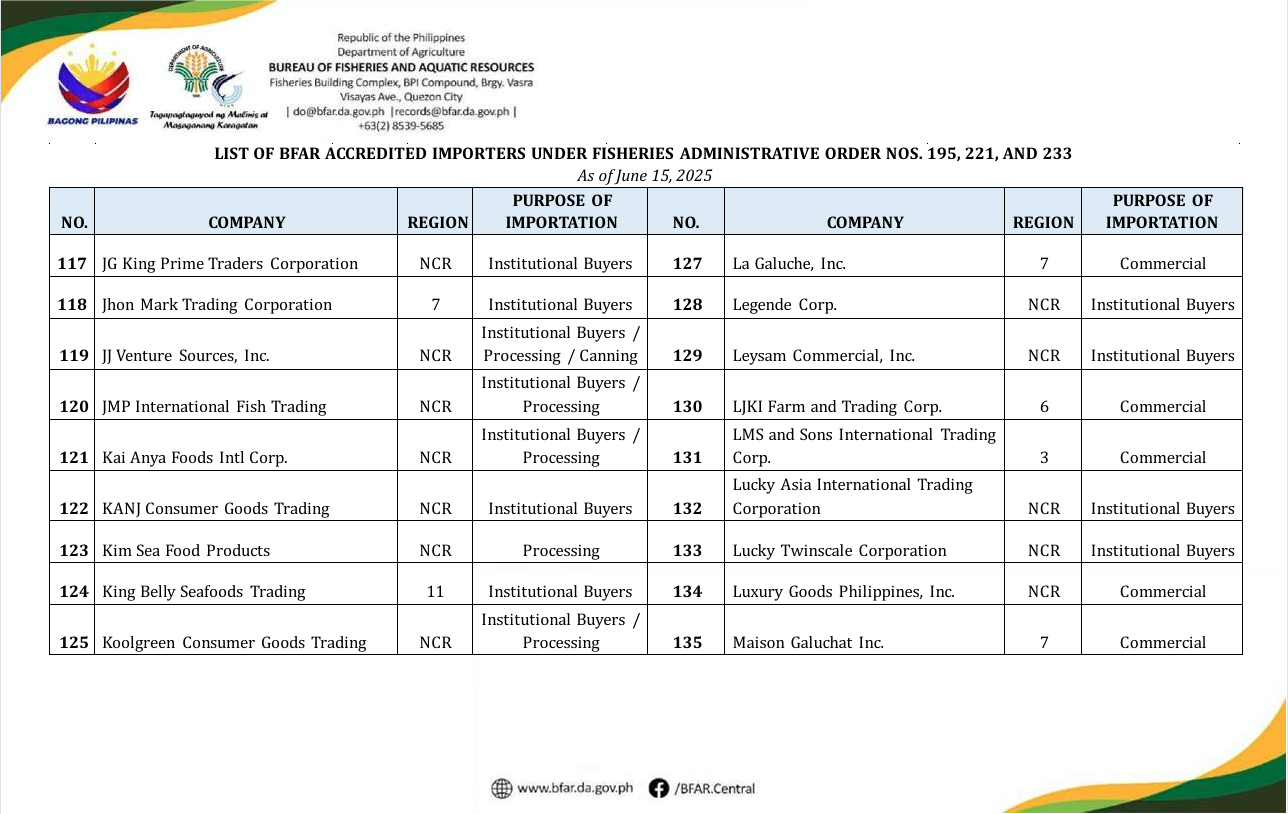 Republic of the Philippines
Department of Agriculture
BUREAU OF FISHERIES AND AQUATIC RESOURCES
Fisheries Building Complex, BPI Compound, Brgy. Vasra
Visayas Ave., Quezon City
| do@bfar.da.gov.ph |records@bfar.da.gov.ph |
+63(2) 8539-5685
BAGONG PILIPINAS
DEPARTMENT OF AGRICULTURE
Tagapagtaguyod ng Malinis at
Masaganang Karagatan
LIST OF BFAR ACCREDITED IMPORTERS UNDER FISHERIES ADMINISTRATIVE ORDER NOS. 195, 221, AND 233
As of June 15, 2025
NO. COMPANY REGION PURPOSE OF IMPORTATION NO. COMPANY REGION PURPOSE OF IMPORTATION
117 JG King Prime Traders Corporation NCR Institutional Buyers 127 La Galuche, Inc. 7 Commercial
118 Jhon Mark Trading Corporation 7 Institutional Buyers 128 Legende Corp. NCR Institutional Buyers
119 JJ Venture Sources, Inc. NCR Institutional Buyers / Processing / Canning 129 Leysam Commercial, Inc. NCR Institutional Buyers
120 JMP International Fish Trading NCR Institutional Buyers / Processing 130 LJKI Farm and Trading Corp. 6 Commercial
121 Kai Anya Foods Intl Corp. NCR Institutional Buyers / Processing 131 LMS and Sons International Trading Corp. 3 Commercial
122 KANJ Consumer Goods Trading NCR Institutional Buyers 132 Lucky Asia International Trading Corporation NCR Institutional Buyers
123 Kim Sea Food Products NCR Processing 133 Lucky Twinscale Corporation NCR Institutional Buyers
124 King Belly Seafoods Trading 11 Institutional Buyers 134 Luxury Goods Philippines, Inc. NCR Commercial
125 Koolgreen Consumer Goods Trading NCR Institutional Buyers / Processing 135 Maison Galuchat Inc. 7 Commercial
www.bfar.da.gov.ph /BFAR.Central